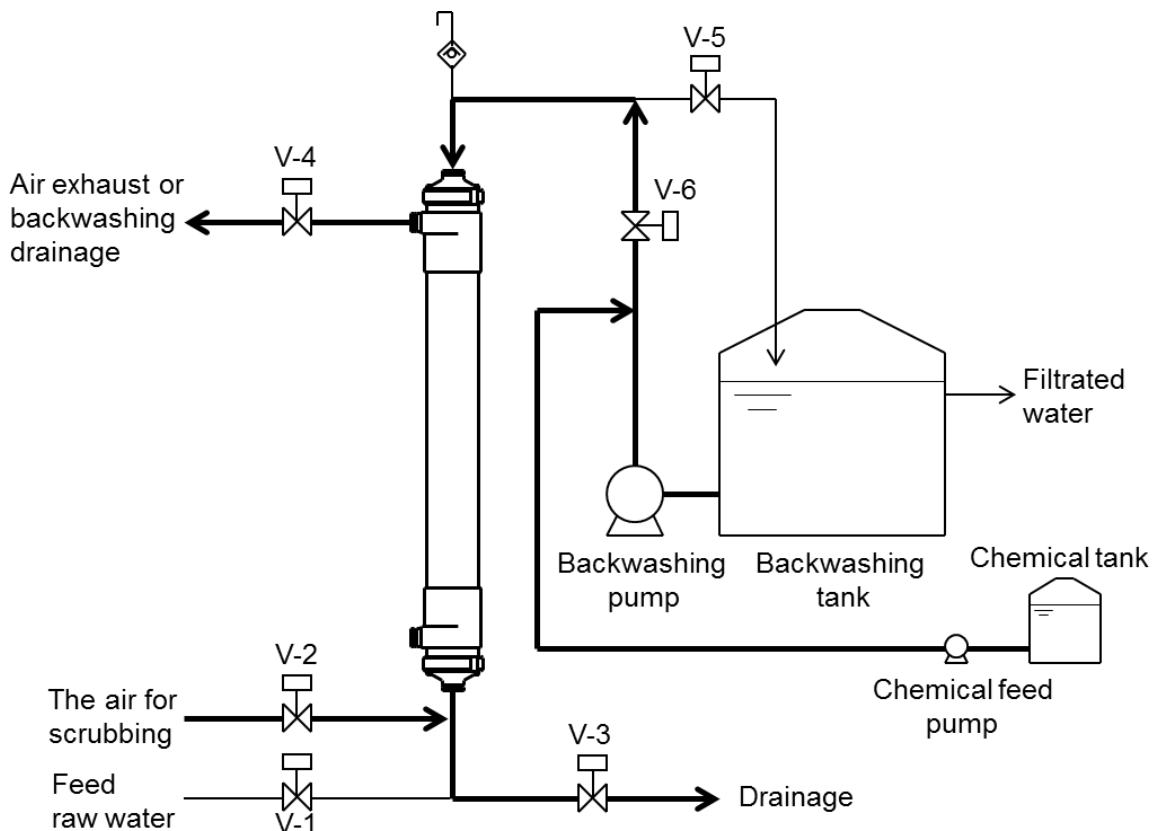 V-5
V-4
Air exhaust or
backwashing
drainage
V-6
Filtrated
water
Backwashing
pump
Backwashing
tank
Chemical tank
Chemical feed
pump
V-2
The air for
scrubbing
V-3
Feed
raw water
V-1
Drainage